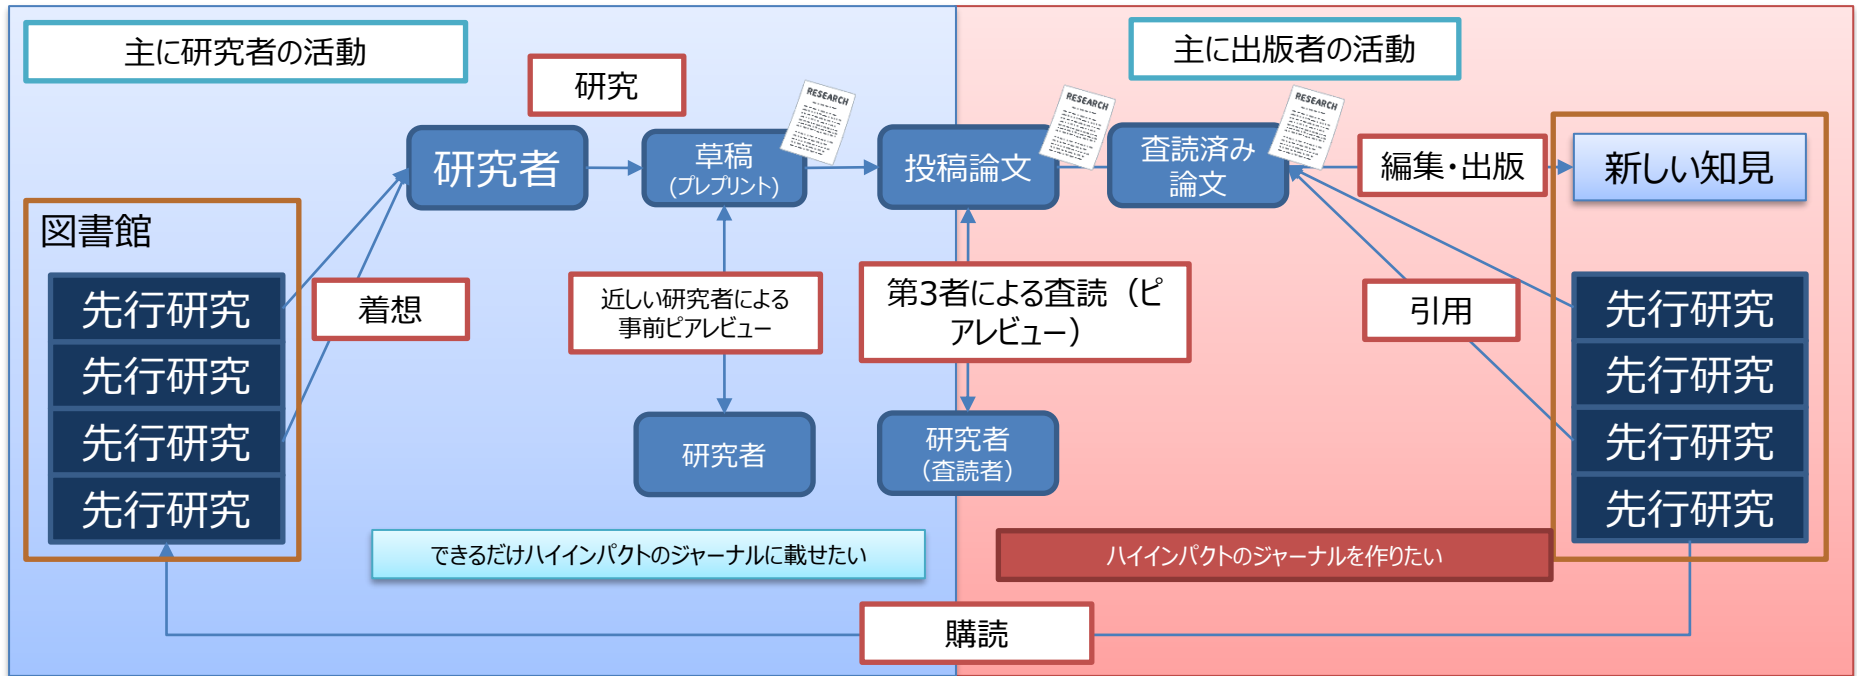 主に研究者の活動
主に出版者の活動
研究
RESEARCH
RESEARCH
RESEARCH
研究者
草稿
(プレプリント)
投稿論文
査読済み
論文
編集・出版
新しい知見
図書館
先行研究
先行研究
先行研究
先行研究
着想
近しい研究者による
事前ピアレビュー
第3者による査読（ピ
アレビュー）
引用
先行研究
先行研究
先行研究
先行研究
研究者
研究者
（査読者）
できるだけハイインパクトのジャーナルに載せたい
ハイインパクトのジャーナルを作りたい
購読